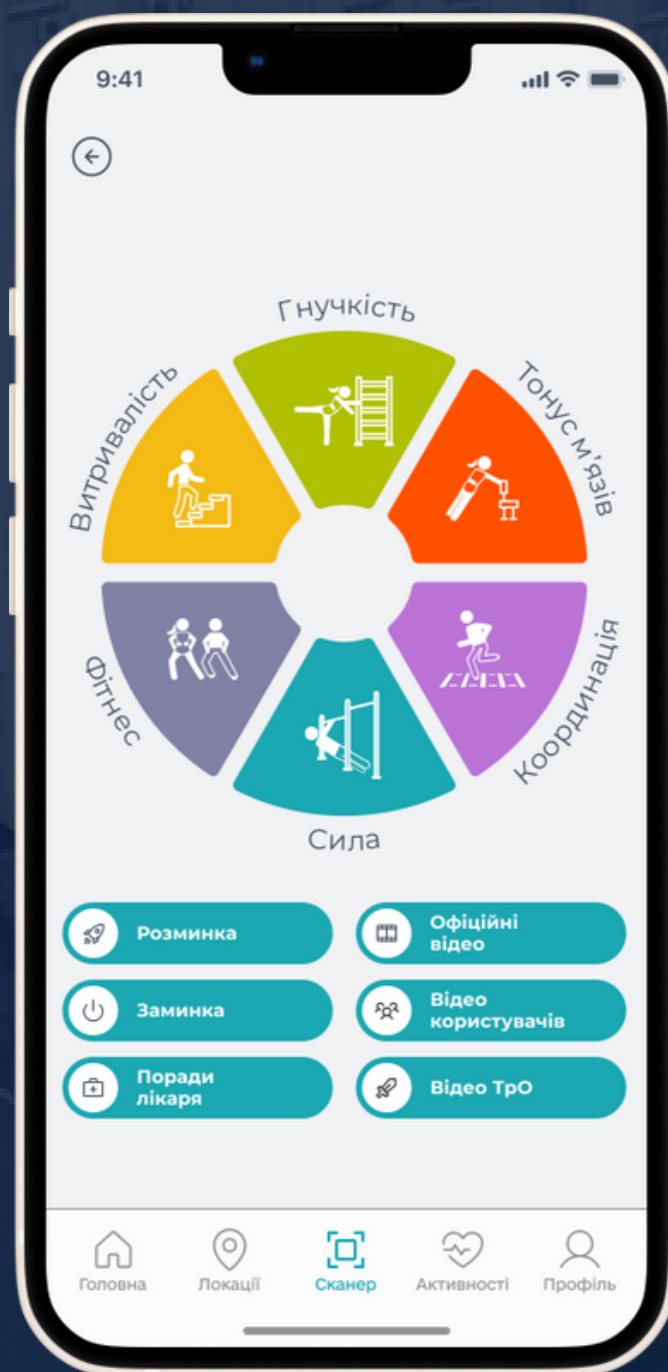 9:41
Гнучкість
Витривалість
Тонус м'язів
Фітнес
Координація
Сила
Розминка
Офіційні
відео
Заминка
Відео
користувачів
Поради
лікаря
Відео ТрО
Головна
Локації
Сканер
Активності
Профіль